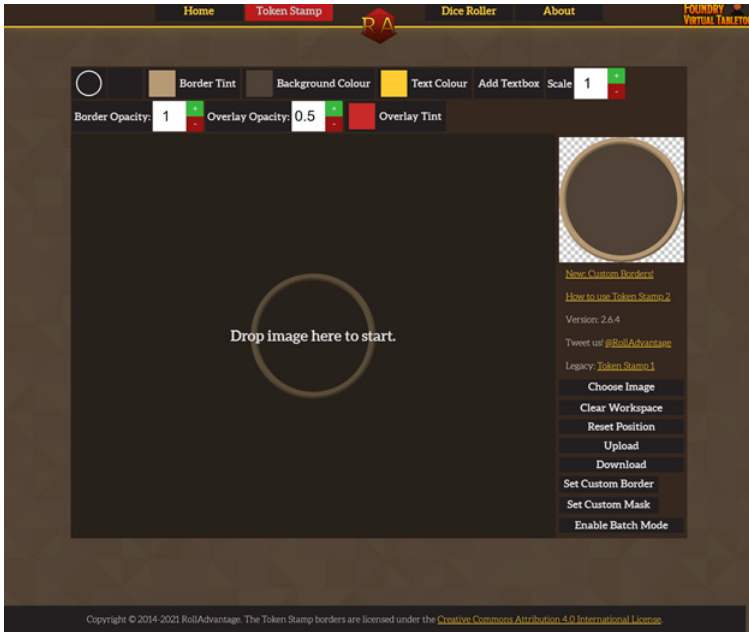 Home Token Stamp RA Dice Roller About FOUNDRY
VIRTUAL TABLETO
Border Tint Background Colour Text Colour Add Textbox Scale 1 + -
Border Opacity: 1 + - Overlay Opacity: 0.5 + - Overlay Tint
Drop image here to start.
New: Custom Borders!
How to use Token Stamp 2
Version: 2.6.4
Tweet us! @RollAdvantage
Legacy: Token Stamp 1
Choose Image
Clear Workspace
Reset Position
Upload
Download
Set Custom Border
Set Custom Mask
Enable Batch Mode
Copyright © 2014-2021 RollAdvantage. The Token Stamp borders are licensed under the Creative Commons Attribution 4.0 International License.